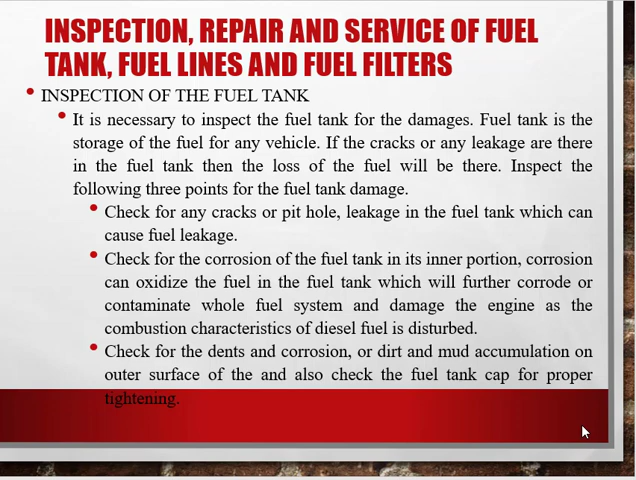 INSPECTION, REPAIR AND SERVICE OF FUEL
TANK, FUEL LINES AND FUEL FILTERS
• INSPECTION OF THE FUEL TANK
• It is necessary to inspect the fuel tank for the damages. Fuel tank is the
storage of the fuel for any vehicle. If the cracks or any leakage are there
in the fuel tank then the loss of the fuel will be there. Inspect the
following three points for the fuel tank damage.
• Check for any cracks or pit hole, leakage in the fuel tank which can
cause fuel leakage.
• Check for the corrosion of the fuel tank in its inner portion, corrosion
can oxidize the fuel in the fuel tank which will further corrode or
contaminate whole fuel system and damage the engine as the
combustion characteristics of diesel fuel is disturbed.
• Check for the dents and corrosion, or dirt and mud accumulation on
outer surface of the and also check the fuel tank cap for proper
tightening.